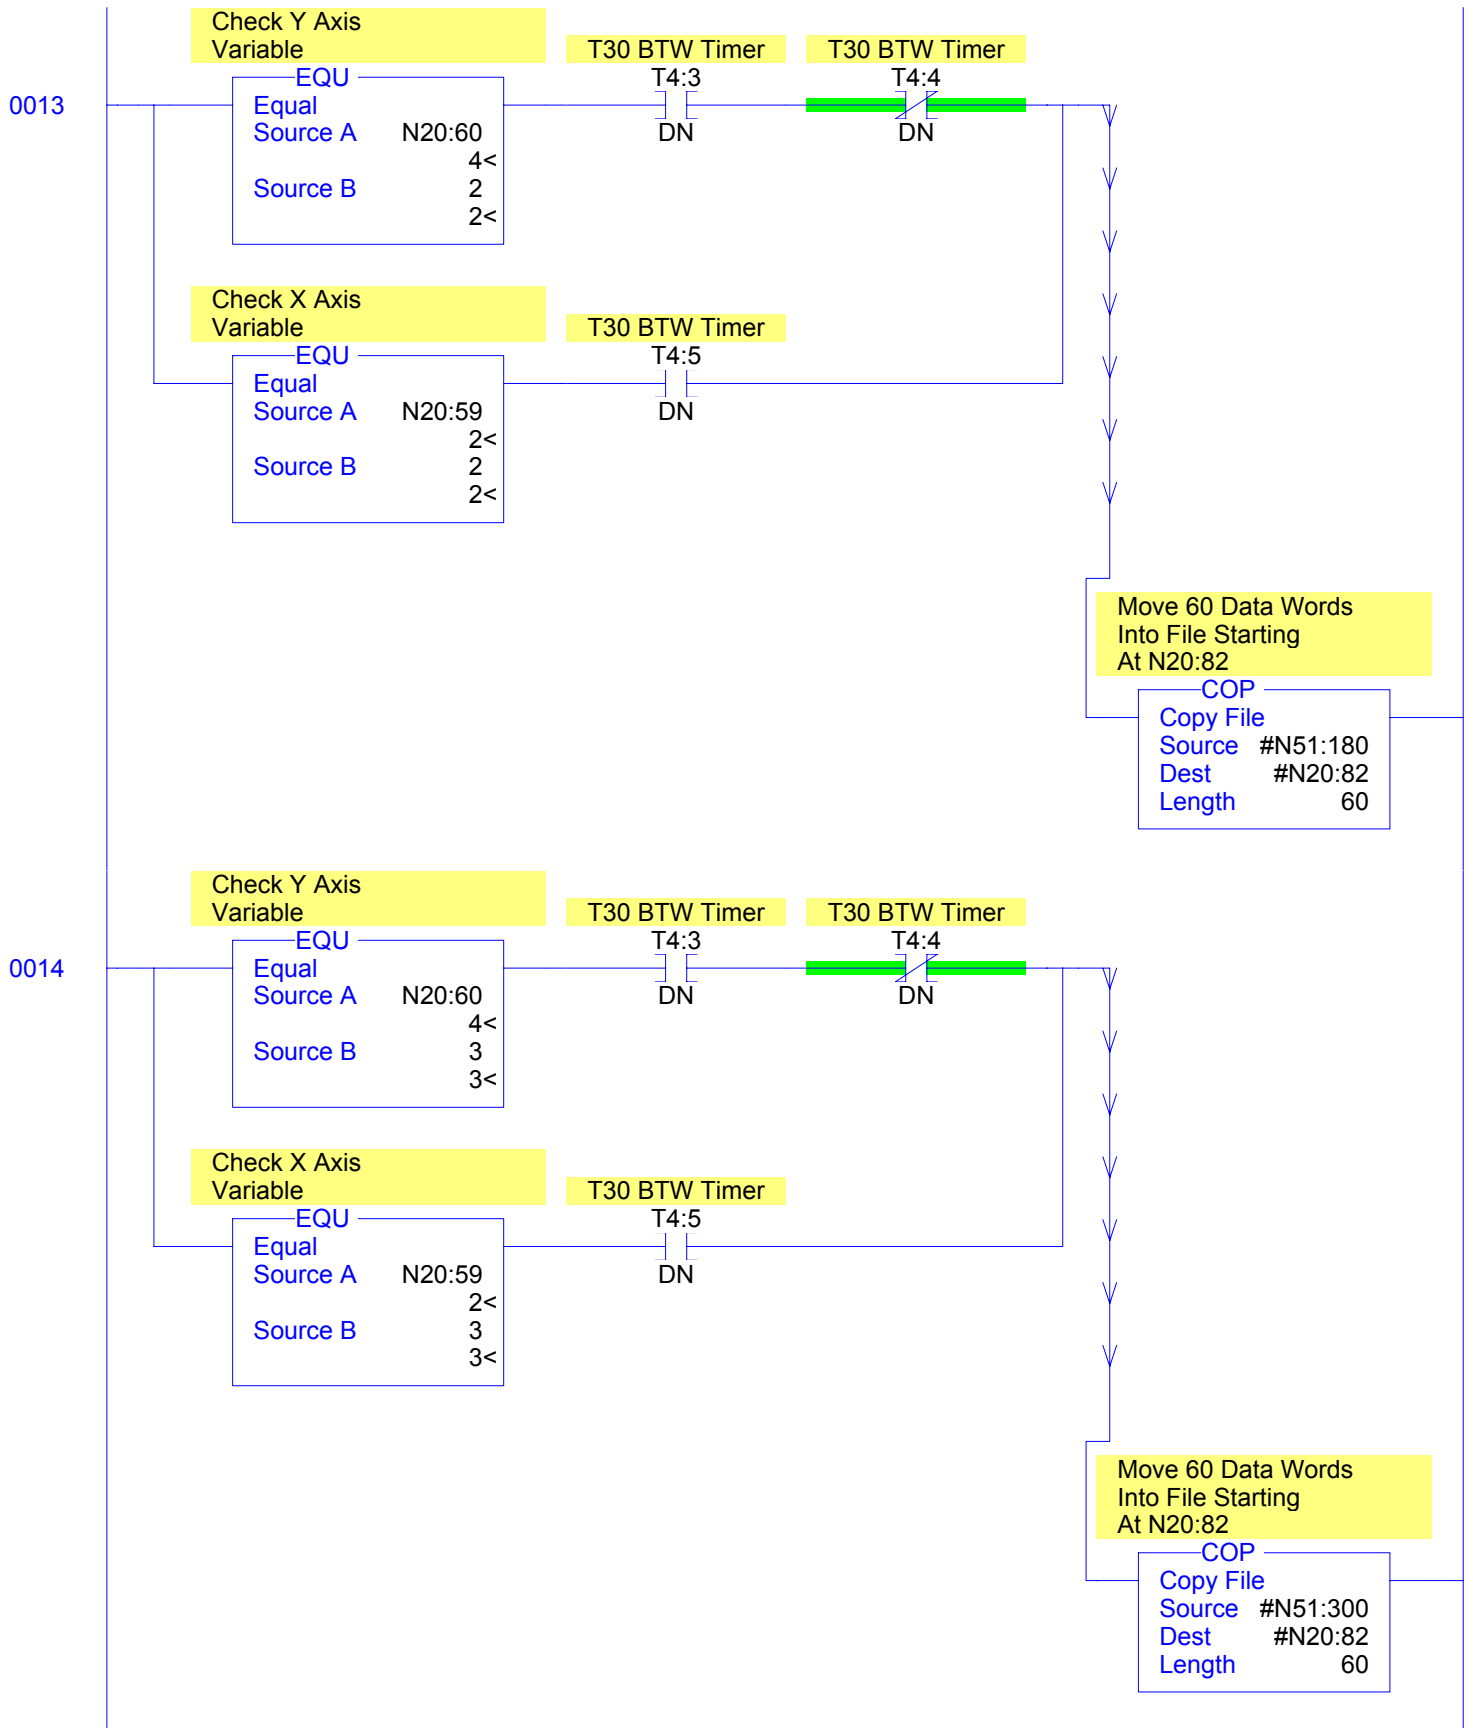 Check Y Axis
Variable
T30 BTW Timer
T30 BTW Timer
EQU
T4:3
T4:4
0013
Equal
Source A N20:60
DN
DN
4<
Source B 2
2<
Check X Axis
Variable
T30 BTW Timer
EQU
T4:5
Equal
Source A N20:59
DN
2<
Source B 2
2<
Move 60 Data Words
Into File Starting
At N20:82
COP
Copy File
Source #N51:180
Dest #N20:82
Length 60
Check Y Axis
Variable
T30 BTW Timer
T30 BTW Timer
EQU
T4:3
T4:4
0014
Equal
Source A N20:60
DN
DN
4<
Source B 3
3<
Check X Axis
Variable
T30 BTW Timer
EQU
T4:5
Equal
Source A N20:59
DN
2<
Source B 3
3<
Move 60 Data Words
Into File Starting
At N20:82
COP
Copy File
Source #N51:300
Dest #N20:82
Length 60